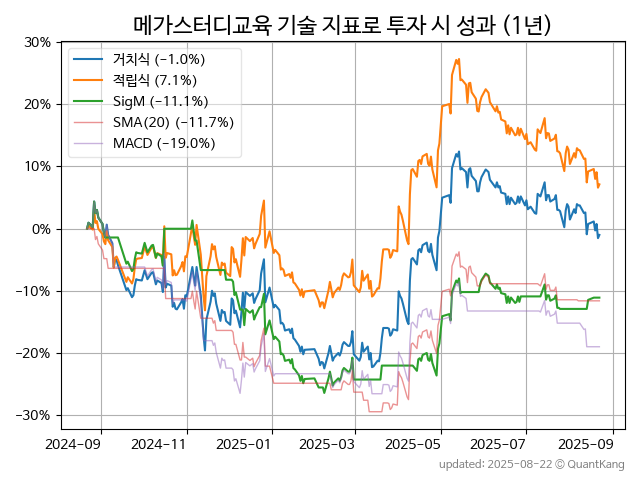 메가스터디교육 기술 지표로 투자 시 성과 (1년)
30%
20%
10%
0%
−10%
−20%
−30%
거치식 (−1.0%)
적립식 (7.1%)
SigM (−11.1%)
SMA(20) (−11.7%)
MACD (−19.0%)
2024-09
2024-11
2025-01
2025-03
2025-05
2025-07
2025-09
updated: 2025-08-22 © QuantKang